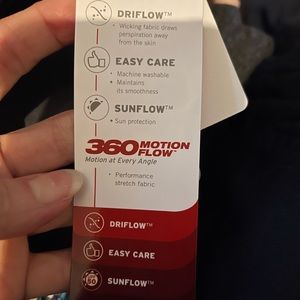 DRIFLOW™
• Wicking fabric draws
perspiration away
from the skin
EASY CARE
• Machine washable
• Maintains
its smoothness
SUNFLOW™
• Sun protection
360 MOTION FLOW™
Motion at Every Angle
• Performance
stretch fabric
DRIFLOW™
EASY CARE
SUNFLOW™